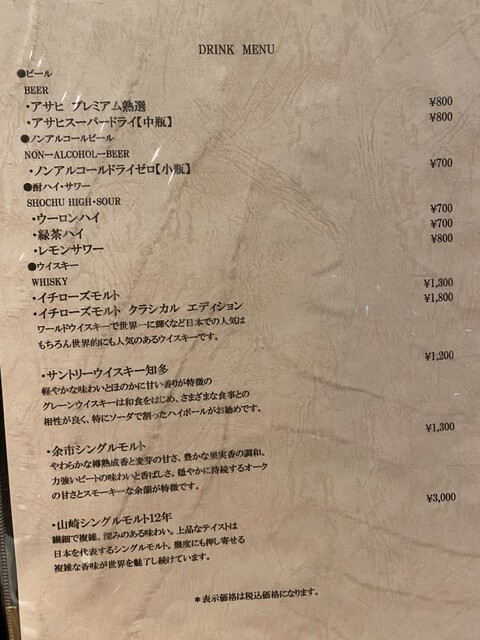 DRINK MENU
●ビール
BEER
・アサヒ プレミアム熟選 ¥800
・アサヒスーパードライ【中瓶】 ¥800
●ノンアルコールビール
NON―ALCOHOL―BEER
・ノンアルコールドライゼロ【小瓶】 ¥700
●酎ハイ・サワー
SHOCHU HIGH・SOUR
・ウーロンハイ ¥700
・緑茶ハイ ¥700
・レモンサワー ¥800
●ウイスキー
WHISKY
・イチローズモルト ¥1,300
・イチローズモルト クラシカル エディション ¥1,800
ワールドウイスキーで世界一に輝くなど日本での人気は
もちろん世界的にも人気のあるウイスキーです。
・サントリーウイスキー知多 ¥1,200
軽やかな味わいとほのかに甘い香りが特徴の
グレーンウイスキーは和食をはじめ、さまざまな食事との
相性が良く、特にソーダで割ったハイボールがお勧めです。
・余市シングルモルト ¥1,300
やわらかな樽熟成香と麦芽の甘さ、豊かな果実香の調和。
力強いピートの味わいと香ばしさ。穏やかに持続するオーク
の甘さとスモーキーな余韻が特徴です。
・山崎シングルモルト12年 ¥3,000
繊細で複雑、深みのある味わい。上品なテイストは
日本を代表するシングルモルト。幾度にも押し寄せる
複雑な香味が世界を魅了し続けています。
＊表示価格は税込価格になります。